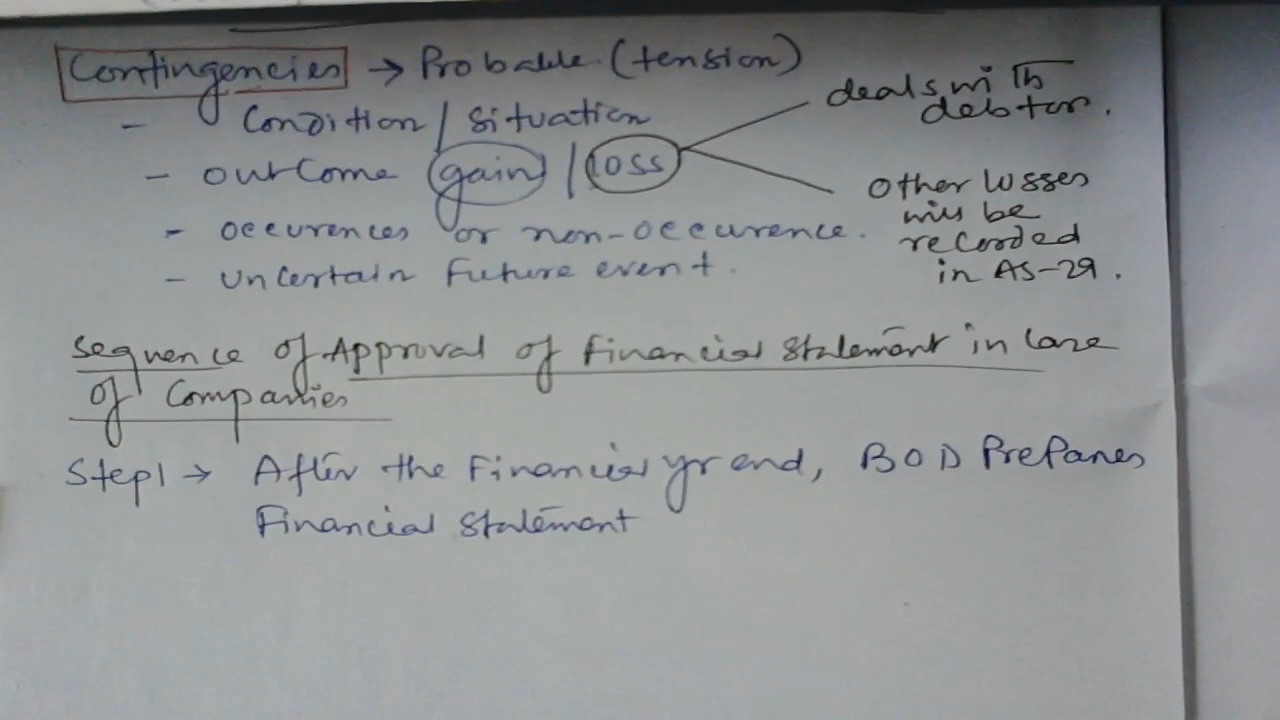 Contingencies → Probable (tension)
- Condition / Situation
- outcome gain / loss
deals with
debtors.
- occurences or non-occurence.
- uncertain future event.
Other losses
will be
recorded
in AS-29.
Sequence of Approval of Financial Statement in Case
of Companies
Step1 → After the Financial yr end, BOD Prepares
Financial Statement